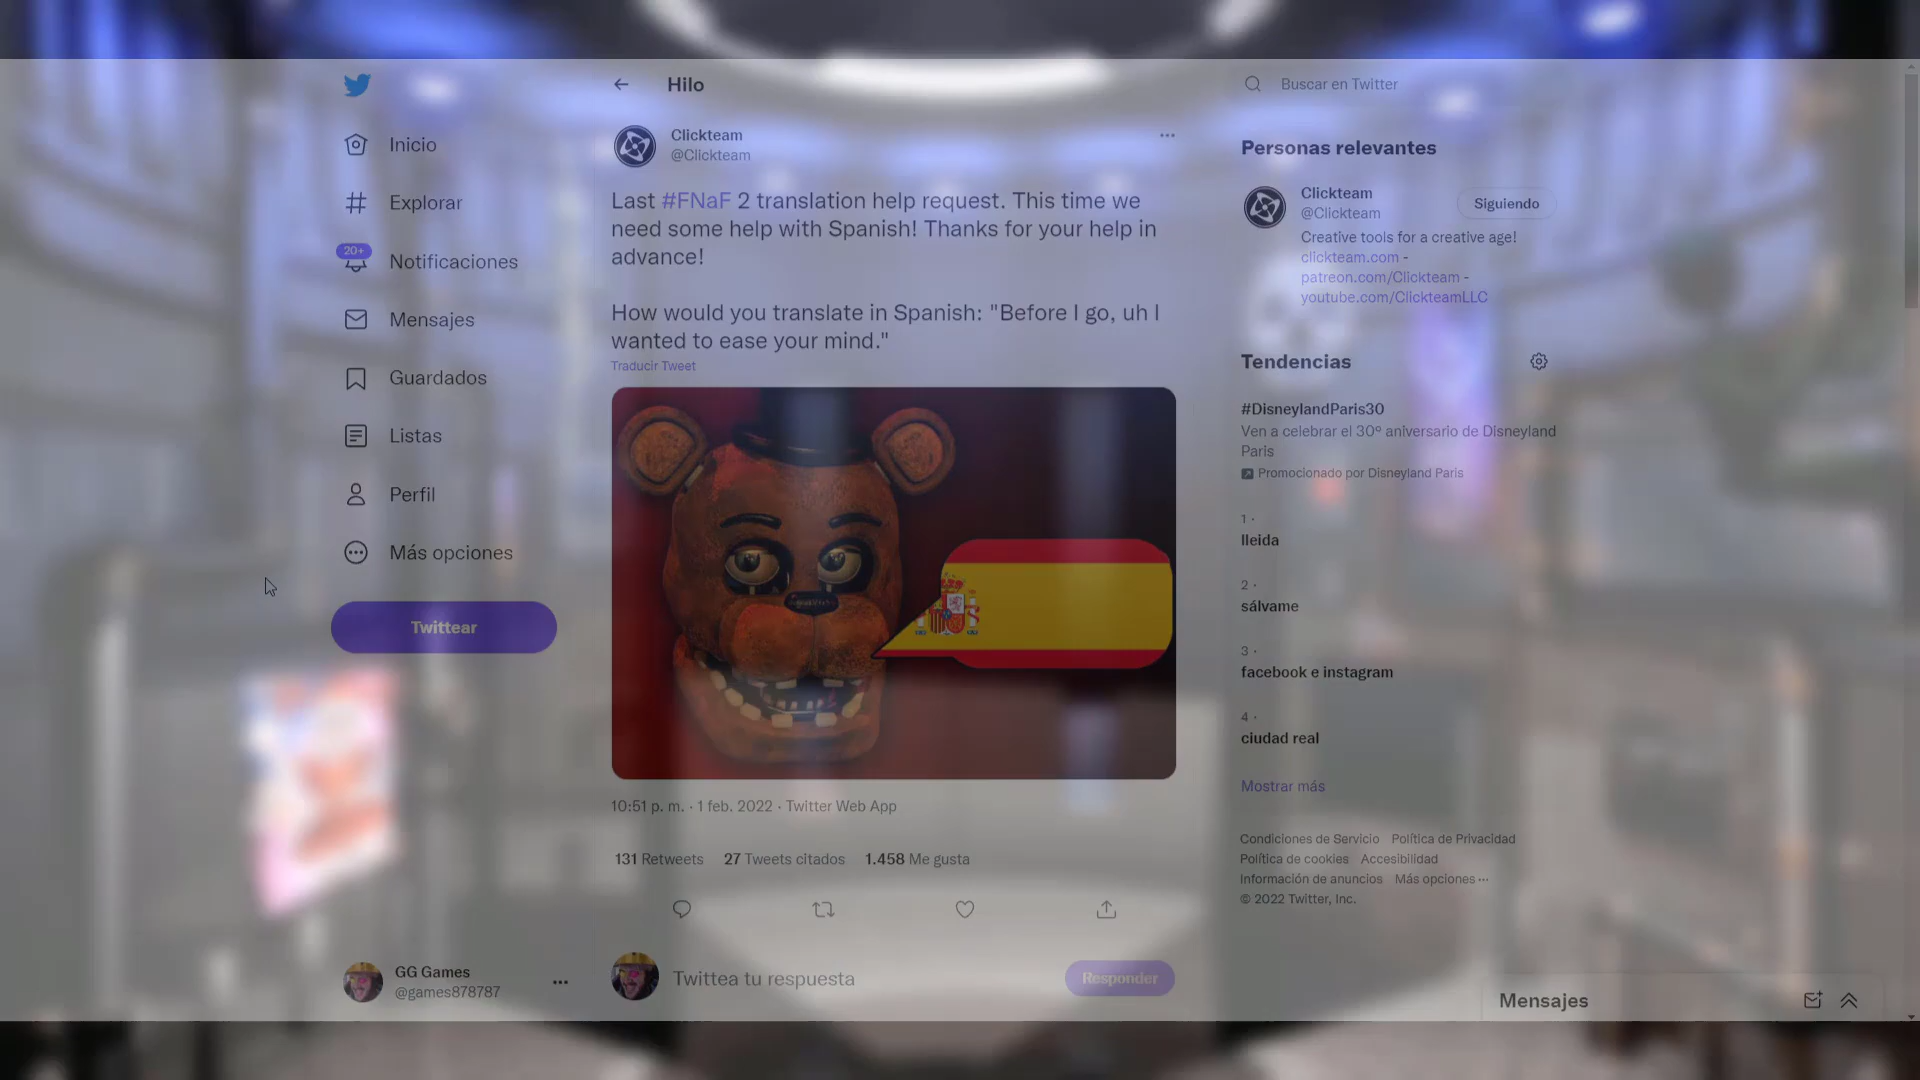 Hilo
Buscar en Twitter
Inicio
Explorar
20+
Notificaciones
Mensajes
Guardados
Listas
Perfil
Más opciones
Twittear
GG Games
@games878787
Clickteam
@Clickteam
Last #FNaF 2 translation help request. This time we
need some help with Spanish! Thanks for your help in
advance!
How would you translate in Spanish: "Before I go, uh I
wanted to ease your mind."
Traducir Tweet
10:51 p. m. · 1 feb. 2022 · Twitter Web App
131 Retweets 27 Tweets citados 1.458 Me gusta
Twittea tu respuesta
Responder
Personas relevantes
Clickteam
@Clickteam
Siguiendo
Creative tools for a creative age!
clickteam.com -
patreon.com/Clickteam -
youtube.com/ClickteamLLC
Tendencias
#DisneylandParis30
Ven a celebrar el 30º aniversario de Disneyland
Paris
Promocionado por Disneyland Paris
1 ·
lleida
2 ·
sálvame
3 ·
facebook e instagram
4 ·
ciudad real
Mostrar más
Condiciones de Servicio Política de Privacidad
Política de cookies Accesibilidad
Información de anuncios Más opciones ···
© 2022 Twitter, Inc.
Mensajes